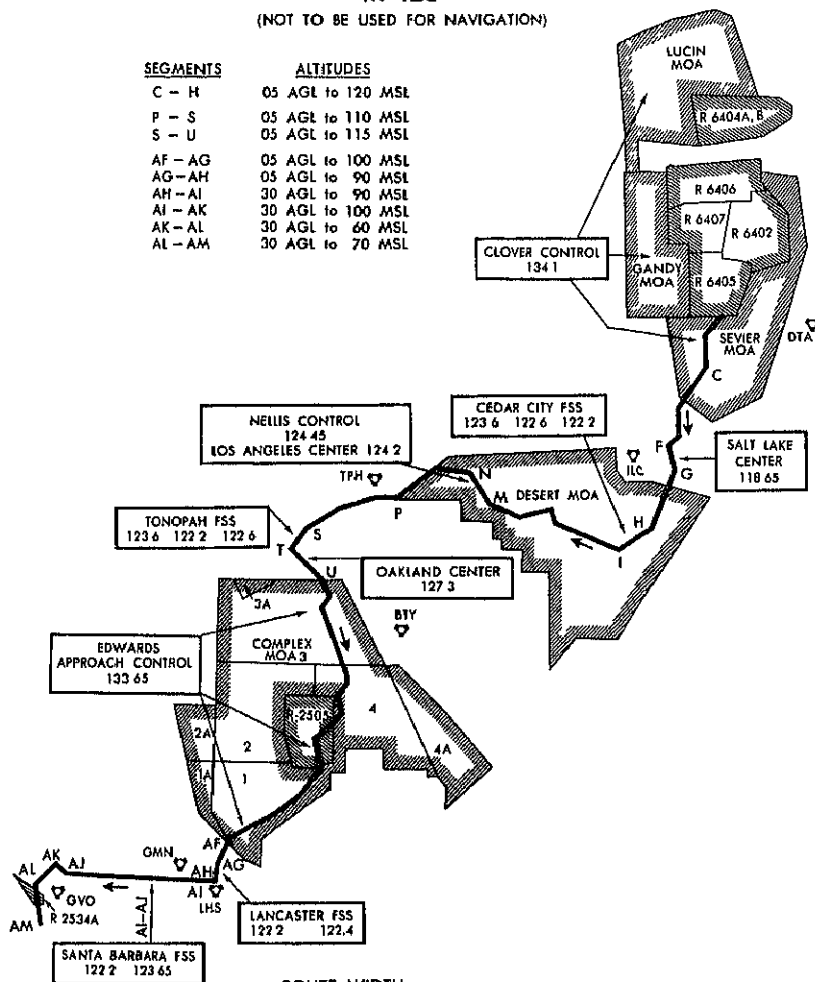 (NOT TO BE USED FOR NAVIGATION)
SEGMENTS ALTITUDES
C - H 05 AGL to 120 MSL
P - S 05 AGL to 110 MSL
S - U 05 AGL to 115 MSL
AF - AG 05 AGL to 100 MSL
AG - AH 05 AGL to 90 MSL
AH - AI 30 AGL to 90 MSL
AI - AK 30 AGL to 100 MSL
AK - AL 30 AGL to 60 MSL
AL - AM 30 AGL to 70 MSL
LUCIN
MOA
R 6404A, B
R 6406
R 6407
R 6402
CLOVER CONTROL
134 1
GANDY
MOA
R 6405
SEVIER
MOA
DTA
C
NELLIS CONTROL
124 45
LOS ANGELES CENTER 124 2
CEDAR CITY FSS
123 6 122 6 122 2
F
SALT LAKE
CENTER
118 65
ILC
G
TPH
N
M
DESERT MOA
P
H
I
TONOPAH FSS
123 6 122 2 122 6
S
T
U
OAKLAND CENTER
127 3
3A
BTY
EDWARDS
APPROACH CONTROL
133 65
COMPLEX
MOA 3
R-2505
4
4A
2A
2
1A
1
AF
AG
AH
AI
GMN
LHS
AK
AL
AJ
GVO
R 2534A
AM
AI-AJ
LANCASTER FSS
122 2 122.4
SANTA BARBARA FSS
122 2 123 65